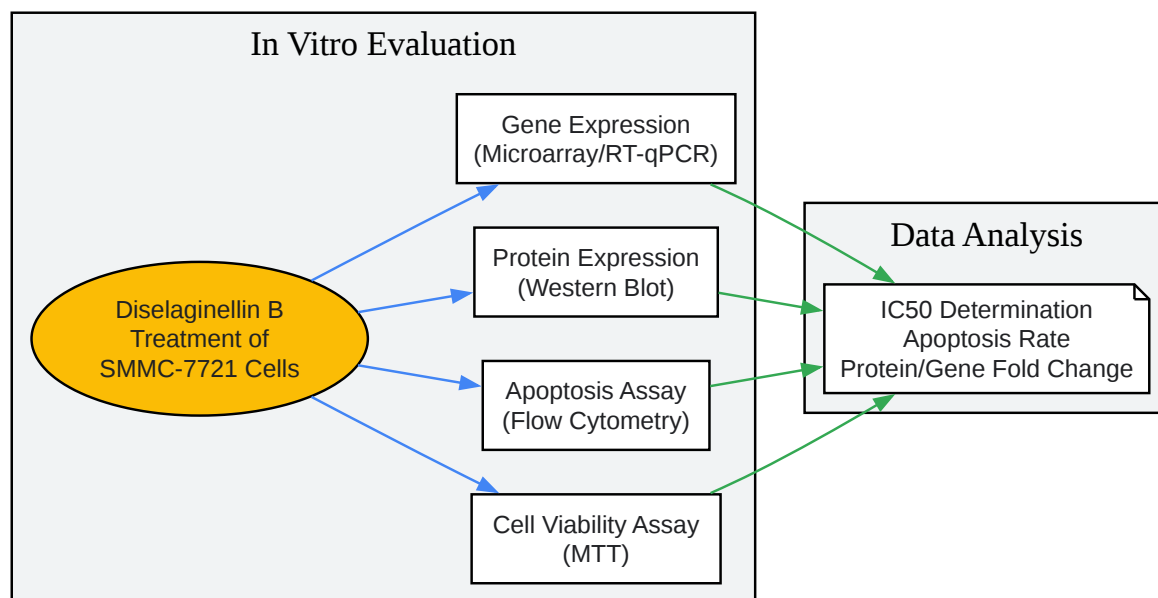 In Vitro Evaluation
Gene Expression
(Microarray/RT-qPCR)
Protein Expression
(Western Blot)
Diselaginellin B
Treatment of
SMMC-7721 Cells
Apoptosis Assay
(Flow Cytometry)
Cell Viability Assay
(MTT)
Data Analysis
IC50 Determination
Apoptosis Rate
Protein/Gene Fold Change